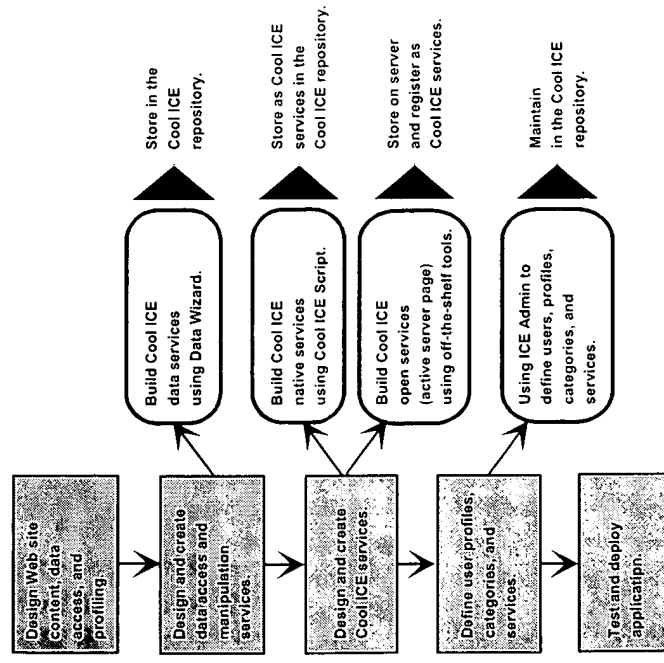 Design Web site
content, data
access, and
profiling.
Design and create
data access and
manipulation
services.
Build Cool ICE
data services
using Data Wizard.
Store in the
Cool ICE
repository.
Design and create
Cool ICE services.
Build Cool ICE
native services
using Cool ICE Script.
Store as Cool ICE
services in the
Cool ICE repository.
Build Cool ICE
open services
(active server page)
using off-the-shelf tools.
Store on server
and register as
Cool ICE services.
Define user profiles,
categories, and
services.
Using ICE Admin to
define users, profiles,
categories, and
services.
Maintain
in the Cool ICE
repository.
Test and deploy
application.